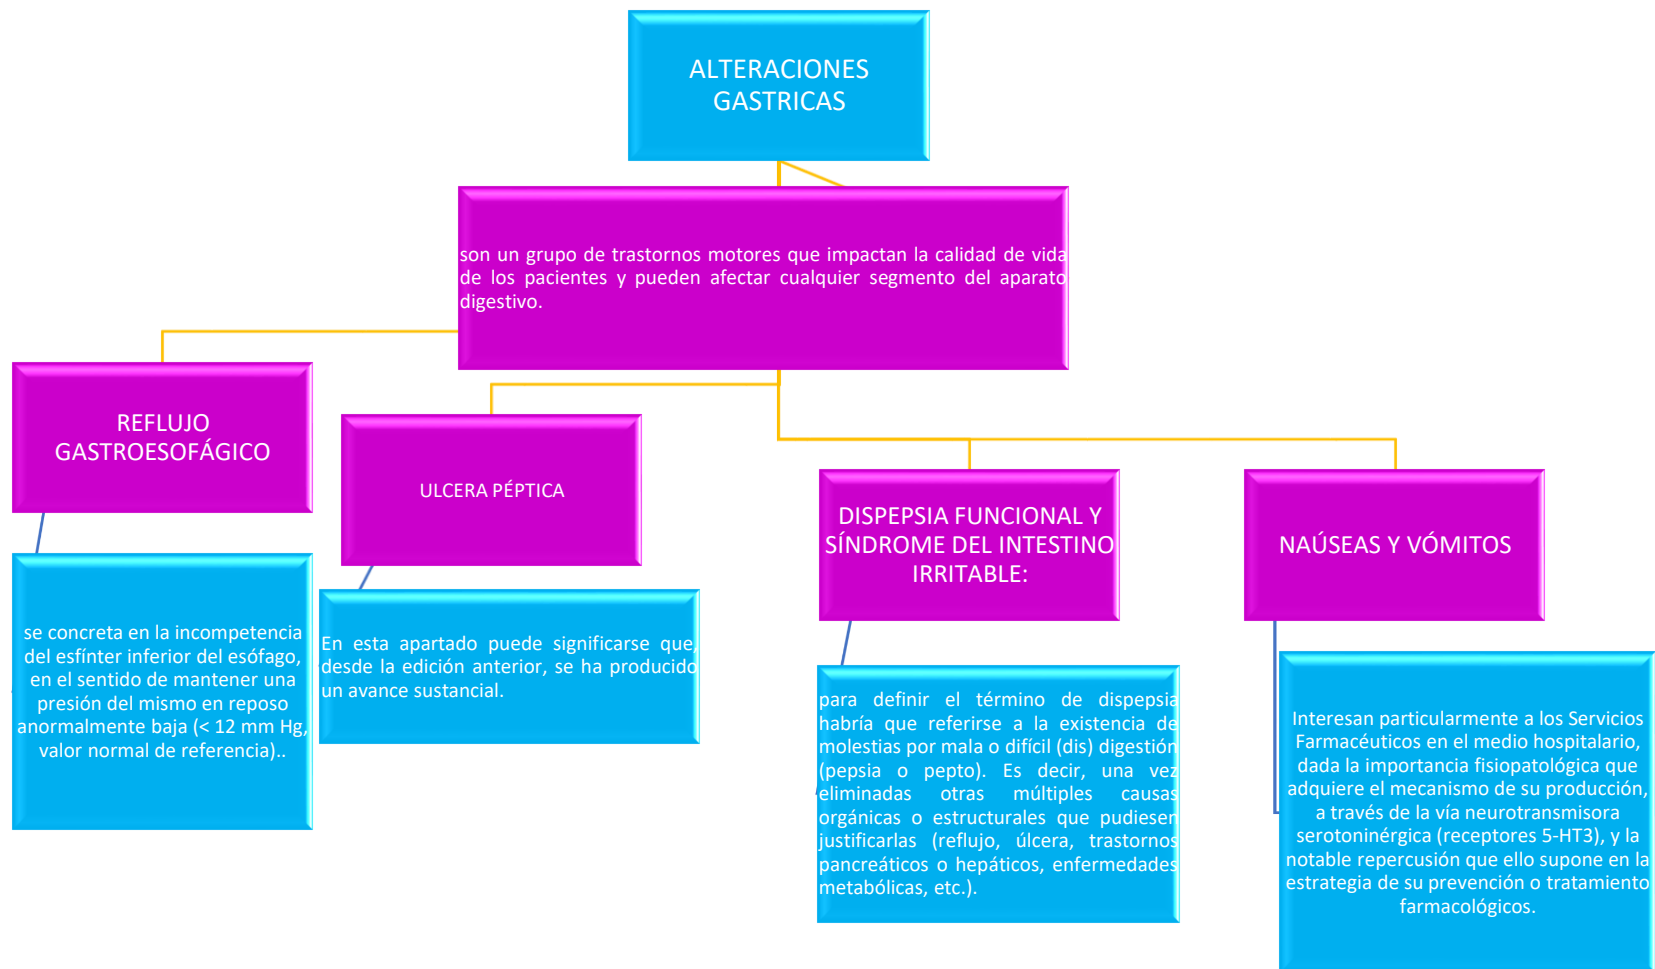 ALTERACIONES
GASTRICAS
son un grupo de trastornos motores que impactan la calidad de vida
de los pacientes y pueden afectar cualquier segmento del aparato
digestivo.
REFLUJO
GASTROESOFÁGICO
se concreta en la incompetencia
del esfínter inferior del esófago,
en el sentido de mantener una
presión del mismo en reposo
anormalmente baja (< 12 mm Hg,
valor normal de referencia)..
ULCERA PÉPTICA
En esta apartado puede significarse que,
desde la edición anterior, se ha producido
un avance sustancial.
DISPEPSIA FUNCIONAL Y
SÍNDROME DEL INTESTINO
IRRITABLE:
para definir el término de dispepsia
habría que referirse a la existencia de
molestias por mala o difícil (dis) digestión
(pepsia o pepto). Es decir, una vez
eliminadas otras múltiples causas
orgánicas o estructurales que pudiesen
justificarlas (reflujo, úlcera, trastornos
pancreáticos o hepáticos, enfermedades
metabólicas, etc.).
NAÚSEAS Y VÓMITOS
Interesan particularmente a los Servicios
Farmacéuticos en el medio hospitalario,
dada la importancia fisiopatológica que
adquiere el mecanismo de su producción,
a través de la vía neurotransmisora
serotoninérgica (receptores 5-HT3), y la
notable repercusión que ello supone en la
estrategia de su prevención o tratamiento
farmacológicos.